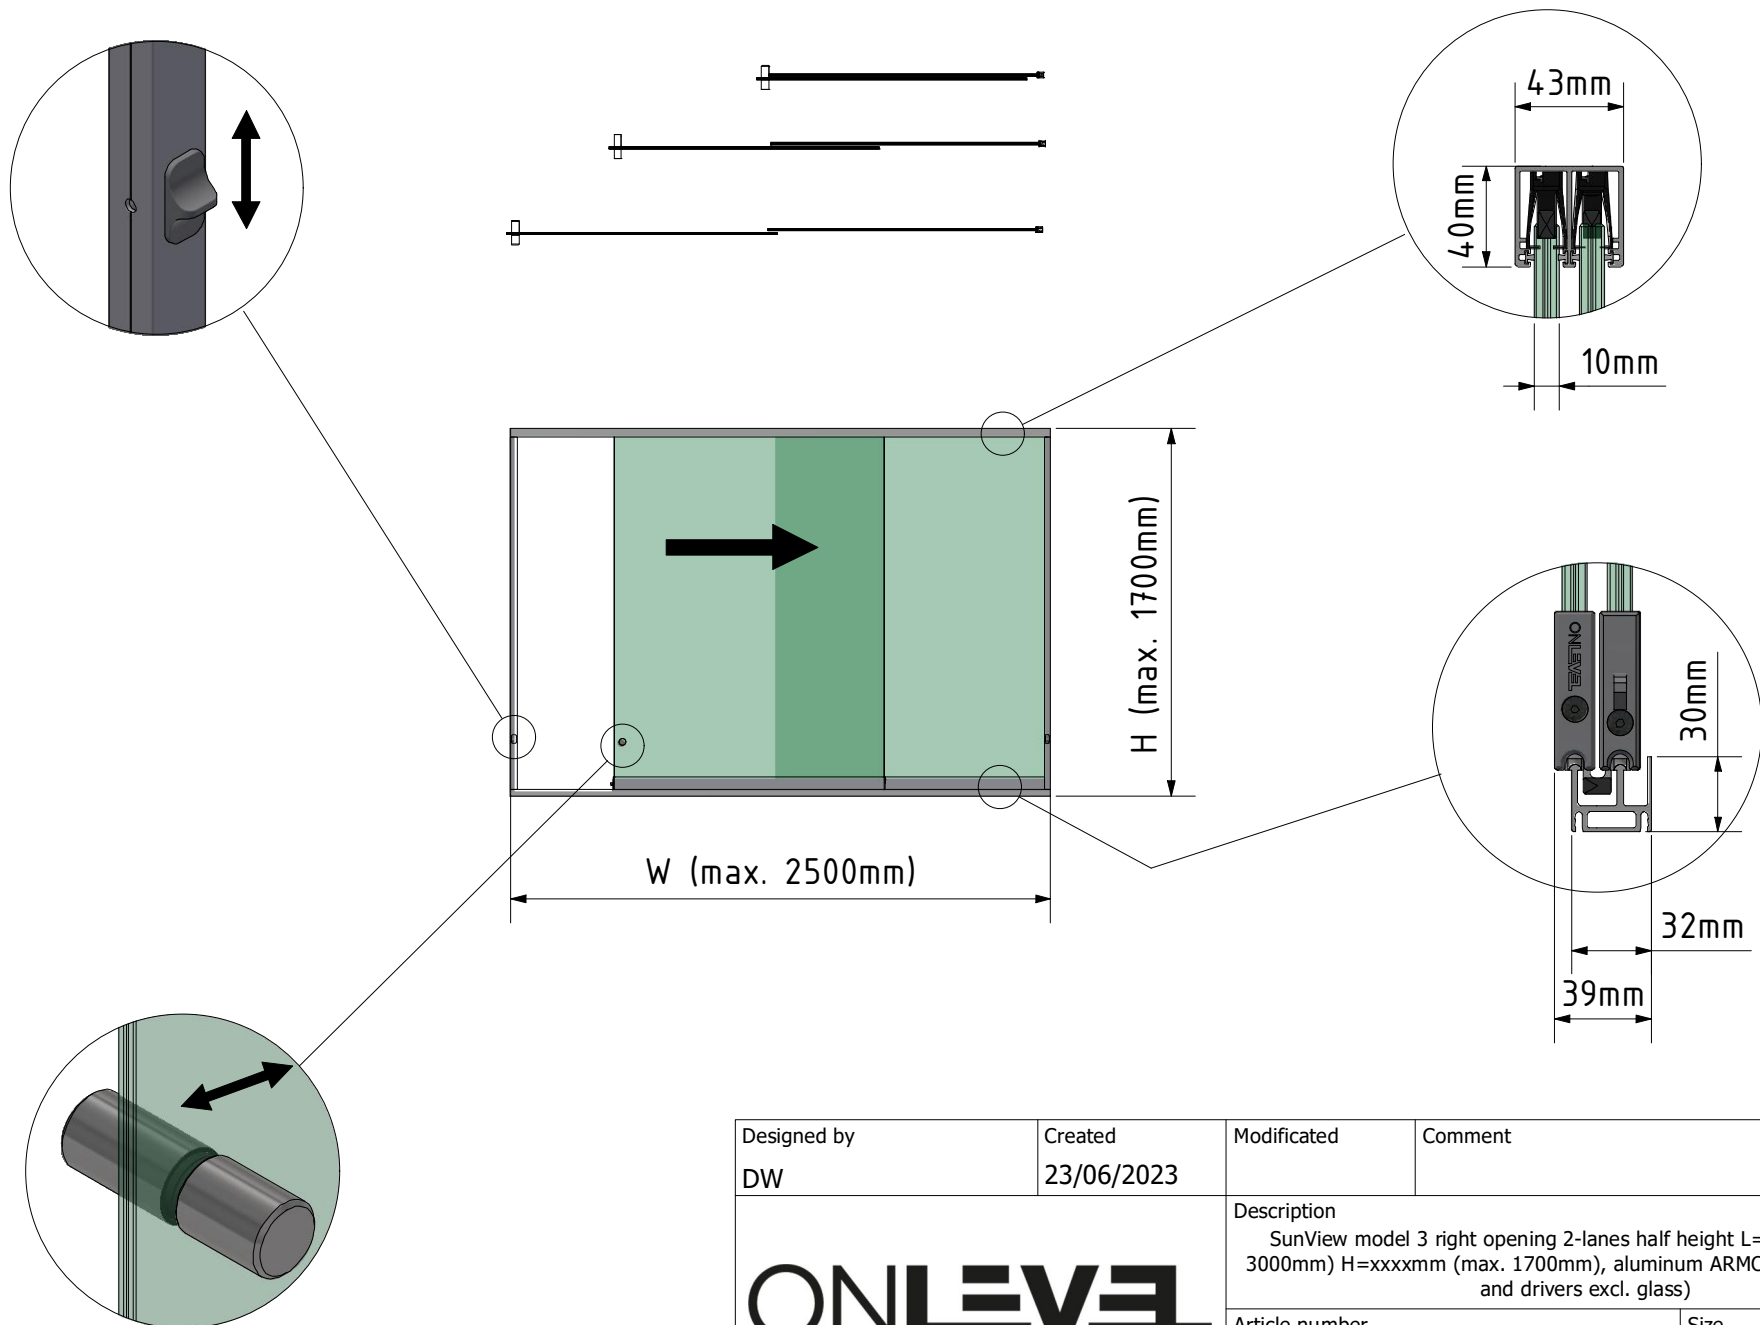 43mm
40mm
10mm
H (max. 1700mm)
W (max. 2500mm)
ONLEVEL
30mm
32mm
39mm
Designed by
DW
Created
23/06/2023
Modificated
Comment
Description
SunView model 3 right opening 2-lanes half height L=
3000mm) H=xxxxmm (max. 1700mm), aluminum ARMO
and drivers excl. glass)
ONLEVEL
Article number
Size